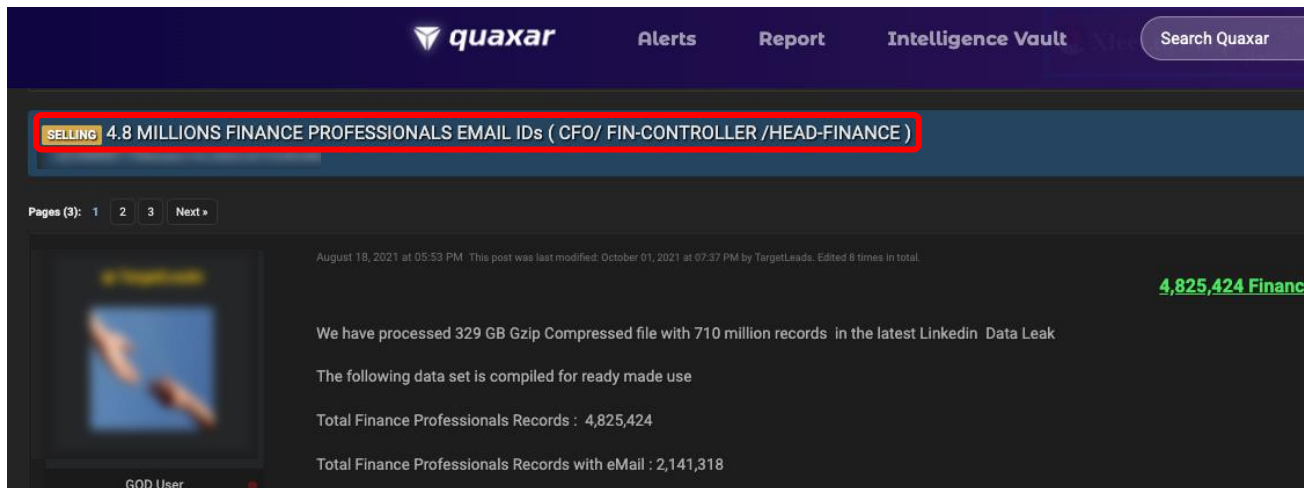 quaxar
Alerts
Report
Intelligence Vault
Search Quaxar
SELLING 4.8 MILLIONS FINANCE PROFESSIONALS EMAIL IDs ( CFO/ FIN-CONTROLLER /HEAD-FINANCE )
Pages (3): 1 2 3 Next »
August 18, 2021 at 05:53 PM This post was last modified: October 01, 2021 at 07:37 PM by TargetLeads. Edited 8 times in total.
4,825,424 Financ
We have processed 329 GB Gzip Compressed file with 710 million records in the latest Linkedin Data Leak
The following data set is compiled for ready made use
Total Finance Professionals Records : 4,825,424
Total Finance Professionals Records with eMail : 2,141,318
GOD User